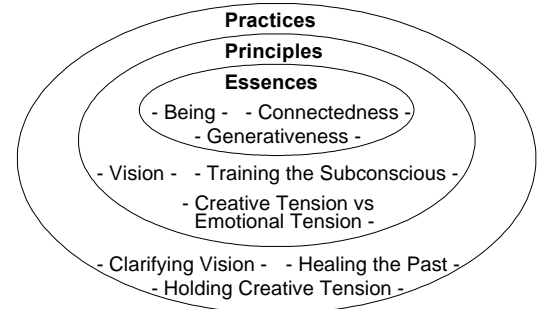 Practices
Principles
Essences
- Being - - Connectedness -
- Generativeness -
- Vision - - Training the Subconscious -
- Creative Tension vs
Emotional Tension -
- Clarifying Vision - - Healing the Past -
- Holding Creative Tension -